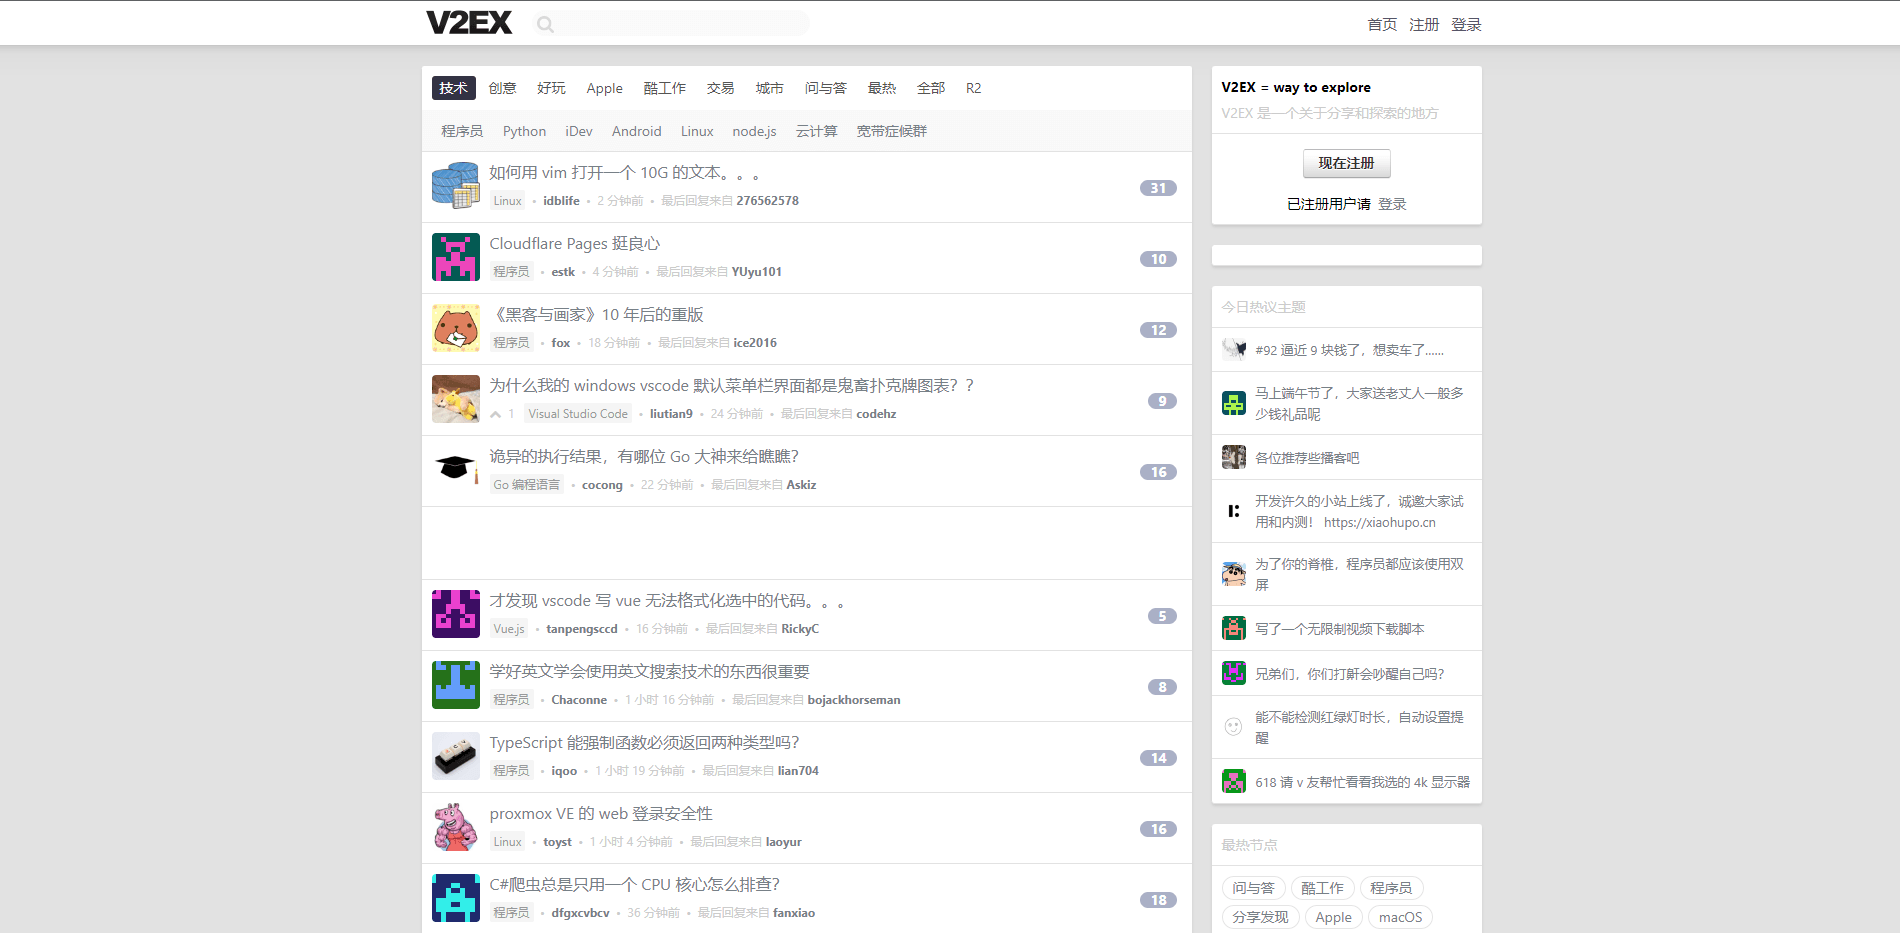 V2EX
首页 注册 登录
技术 创意 好玩 Apple 酷工作 交易 城市 问与答 最热 全部 R2
程序员 Python iDev Android Linux node.js 云计算 宽带症候群
如何用 vim 打开一个 10G 的文本。。。
Linux • idblife • 2 分钟前 • 最后回复来自 276562578
31
Cloudflare Pages 挺良心
程序员 • estk • 4 分钟前 • 最后回复来自 YUyu101
10
《黑客与画家》10 年后的重版
程序员 • fox • 18 分钟前 • 最后回复来自 ice2016
12
为什么我的 windows vscode 默认菜单栏界面都是鬼畜扑克牌图表？？
1 Visual Studio Code • liutian9 • 24 分钟前 • 最后回复来自 codehz
9
诡异的执行结果，有哪位 Go 大神来给瞧瞧？
Go 编程语言 • cocong • 22 分钟前 • 最后回复来自 Askiz
16
才发现 vscode 写 vue 无法格式化选中的代码。。。
Vue.js • tanpengsccd • 16 分钟前 • 最后回复来自 RickyC
5
学好英文学会使用英文搜索技术的东西很重要
程序员 • Chaconne • 1 小时 16 分钟前 • 最后回复来自 bojackhorseman
8
TypeScript 能强制函数必须返回两种类型吗？
程序员 • iqoo • 1 小时 19 分钟前 • 最后回复来自 lian704
14
proxmox VE 的 web 登录安全性
Linux • toyst • 1 小时 4 分钟前 • 最后回复来自 laoyur
16
C#爬虫总是只用一个 CPU 核心怎么排查？
程序员 • dfgxcvbcv • 36 分钟前 • 最后回复来自 fanxiao
18
V2EX = way to explore
V2EX 是一个关于分享和探索的地方
现在注册
已注册用户请 登录
今日热议主题
#92 逼近 9 块钱了，想卖车了......
马上端午节了，大家送老丈人一般多
少钱礼品呢
各位推荐些播客吧
开发许久的小站上线了，诚邀大家试
用和内测！ https://xiaohupo.cn
为了你的脊椎，程序员都应该使用双
屏
写了一个无限制视频下载脚本
兄弟们，你们打鼾会吵醒自己吗？
能不能检测红绿灯时长，自动设置提
醒
618 请 v 友帮忙看看我选的 4k 显示器
最热节点
问与答 酷工作 程序员
分享发现 Apple macOS